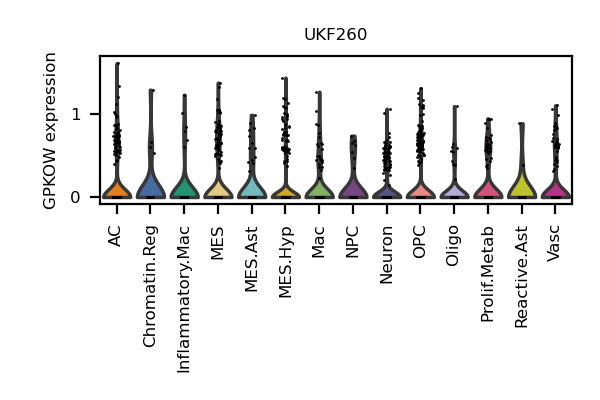 UKF260
GPKOW expression
1
0
AC
Chromatin.Reg
Inflammatory.Mac
MES
MES.Ast
MES.Hyp
Mac
NPC
Neuron
OPC
Oligo
Prolif.Metab
Reactive.Ast
Vasc